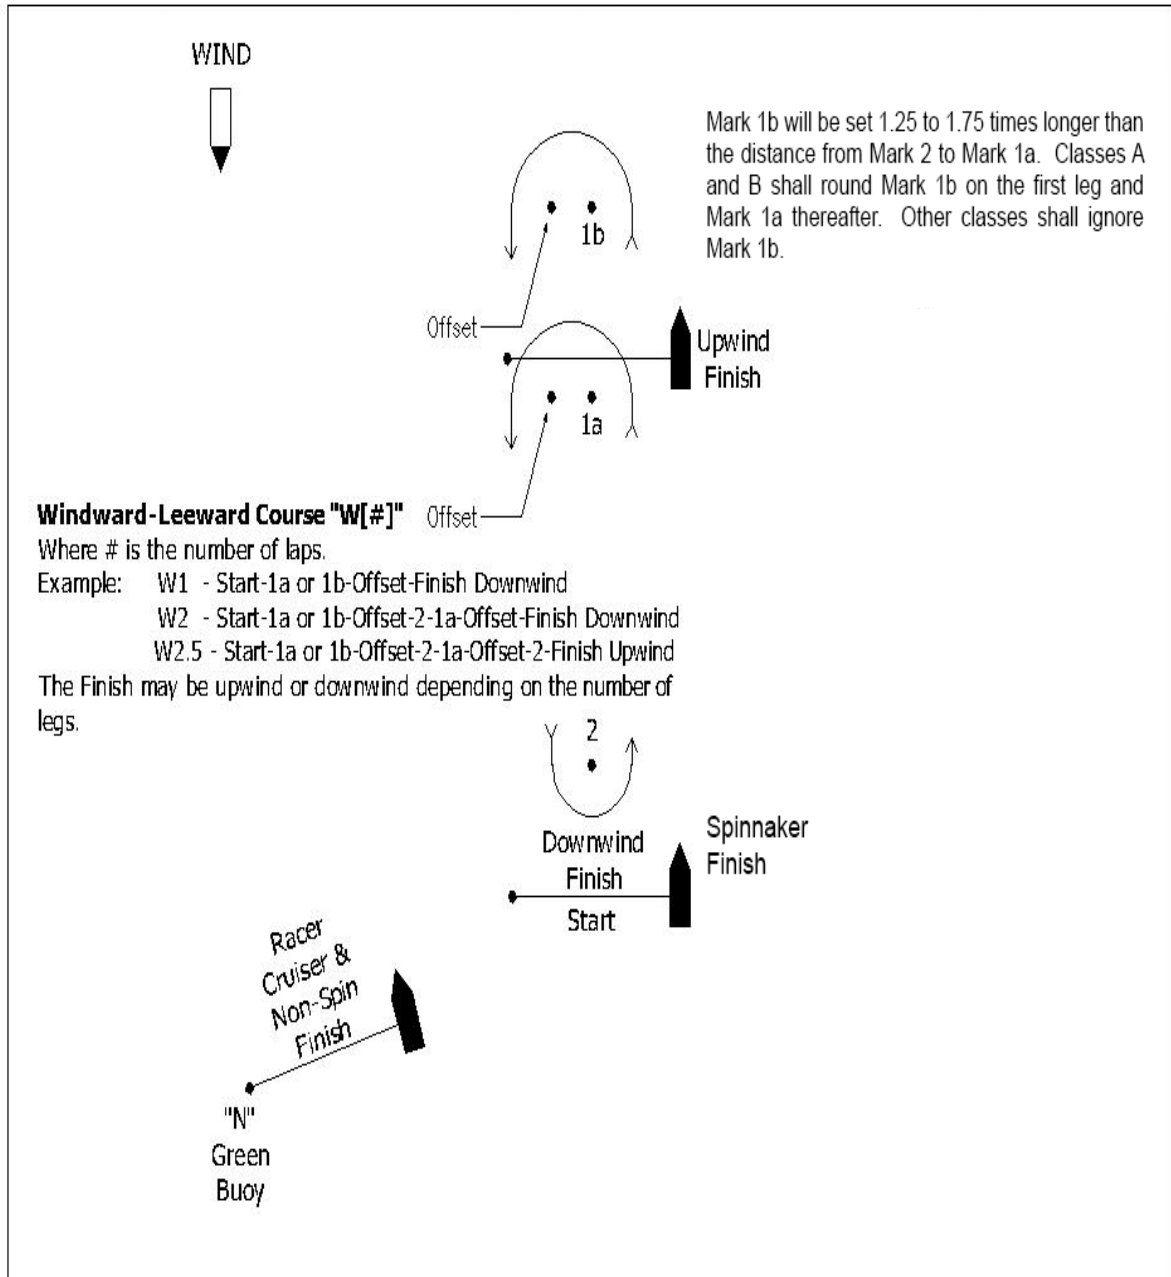 WIND
Mark 1b will be set 1.25 to 1.75 times longer than
the distance from Mark 2 to Mark 1a. Classes A
and B shall round Mark 1b on the first leg and
Mark 1a thereafter. Other classes shall ignore
Mark 1b.
1b
Offset
Upwind
Finish
1a
Offset
Windward-Leeward Course "W[#]"
Where # is the number of laps.
Example: W1 - Start-1a or 1b-Offset-Finish Downwind
W2 - Start-1a or 1b-Offset-2-1a-Offset-Finish Downwind
W2.5 - Start-1a or 1b-Offset-2-1a-Offset-2-Finish Upwind
The Finish may be upwind or downwind depending on the number of
legs.
2
Downwind
Finish
Start
Spinnaker
Finish
Racer
Cruiser &
Non-Spin
Finish
"N"
Green
Buoy